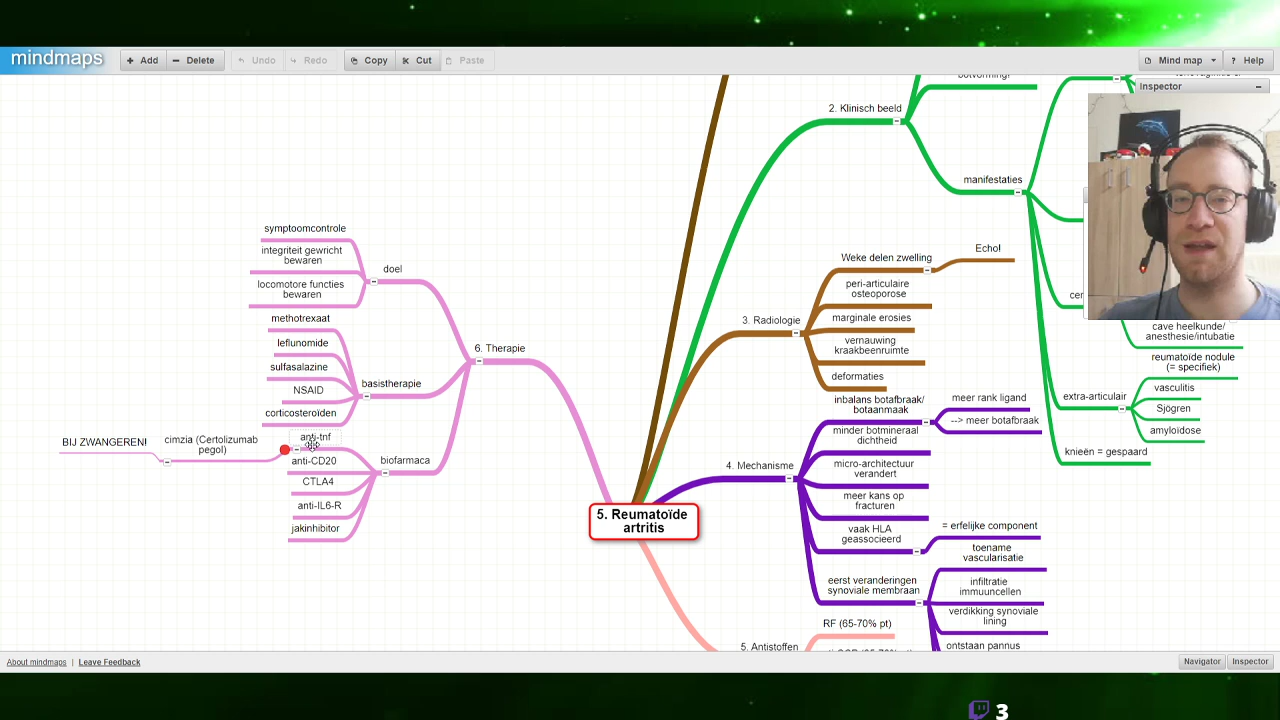 mindmaps
Add
Delete
Undo
Redo
Copy
Cut
Paste
Mind map
? Help
Inspector
2. Klinisch beeld
manifestaties
symptoomcontrole
integriteit gewricht
bewaren
locomotore functies
bewaren
doel
methotrexaat
leflunomide
sulfasalazine
NSAID
corticosteroïden
basistherapie
6. Therapie
BIJ ZWANGEREN!
cimzia (Certolizumab
pegol)
anti-tnf
anti-CD20
CTLA4
anti-IL6-R
jakinhibitor
biofarmaca
5. Reumatoïde
artritis
Weke delen zwelling
Echo!
peri-articulaire
osteoporose
marginale erosies
vernauwing
kraakbeenruimte
deformaties
3. Radiologie
inbalans botafbraak/
botaanmaak
meer rank ligand
--> meer botafbraak
minder botmineraal
dichtheid
micro-architectuur
verandert
meer kans op
fracturen
vaak HLA
geassocieerd
= erfelijke component
4. Mechanisme
eerst veranderingen
synoviale membraan
toename
vascularisatie
infiltratie
immuuncellen
verdikking synoviale
lining
ontstaan pannus
RF (65-70% pt)
5. Antistoffen
cave heelkunde/
anesthesie/intubatie
reumatoïde nodule
(= specifiek)
vasculitis
Sjögren
amyloïdose
extra-articulair
knieën = gespaard
About mindmaps | Leave Feedback
Navigator
Inspector
3